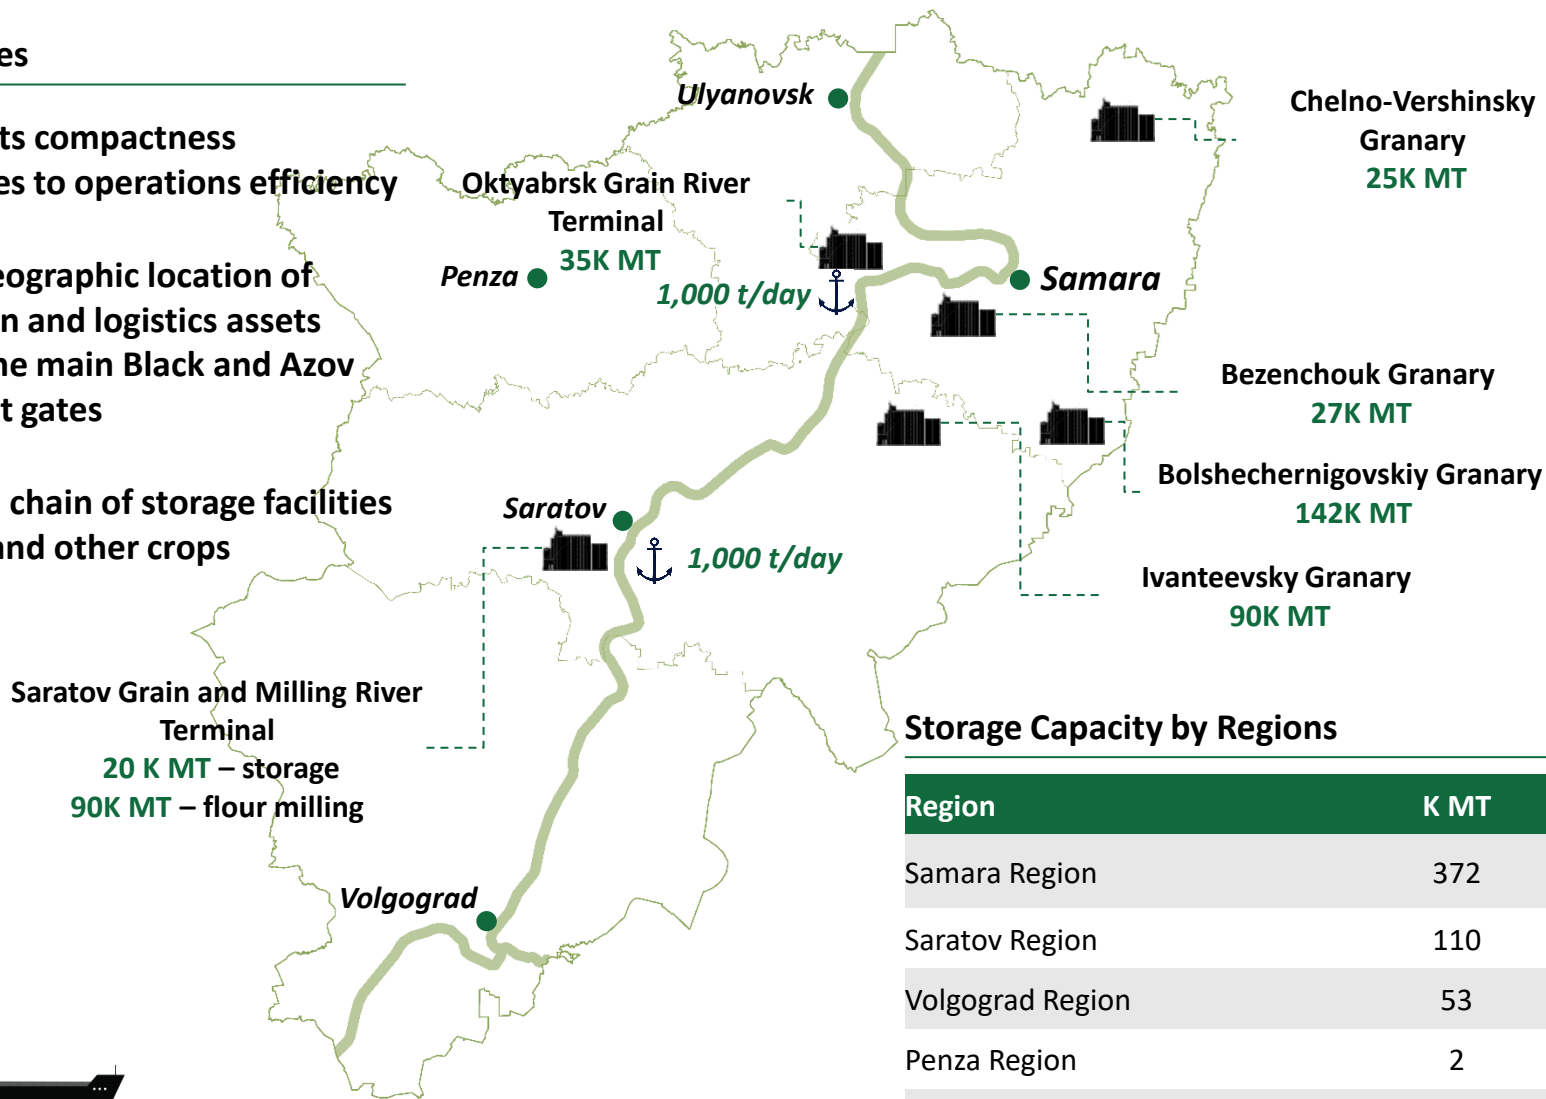 es
ts compactness
es to operations efficiency
eographic location of
n and logistics assets
he main Black and Azov
t gates
chain of storage facilities
and other crops
Ulyanovsk
Chelno-Vershinsky
Granary
25K MT
Oktyabrsk Grain River
Terminal
35K MT
1,000 t/day
Penza
Samara
Bezenchouk Granary
27K MT
Bolshechernigovskiy Granary
142K MT
Saratov
1,000 t/day
Ivanteevsky Granary
90K MT
Saratov Grain and Milling River
Terminal
20 K MT – storage
90K MT – flour milling
Volgograd
Storage Capacity by Regions
Region K MT
Samara Region 372
Saratov Region 110
Volgograd Region 53
Penza Region 2